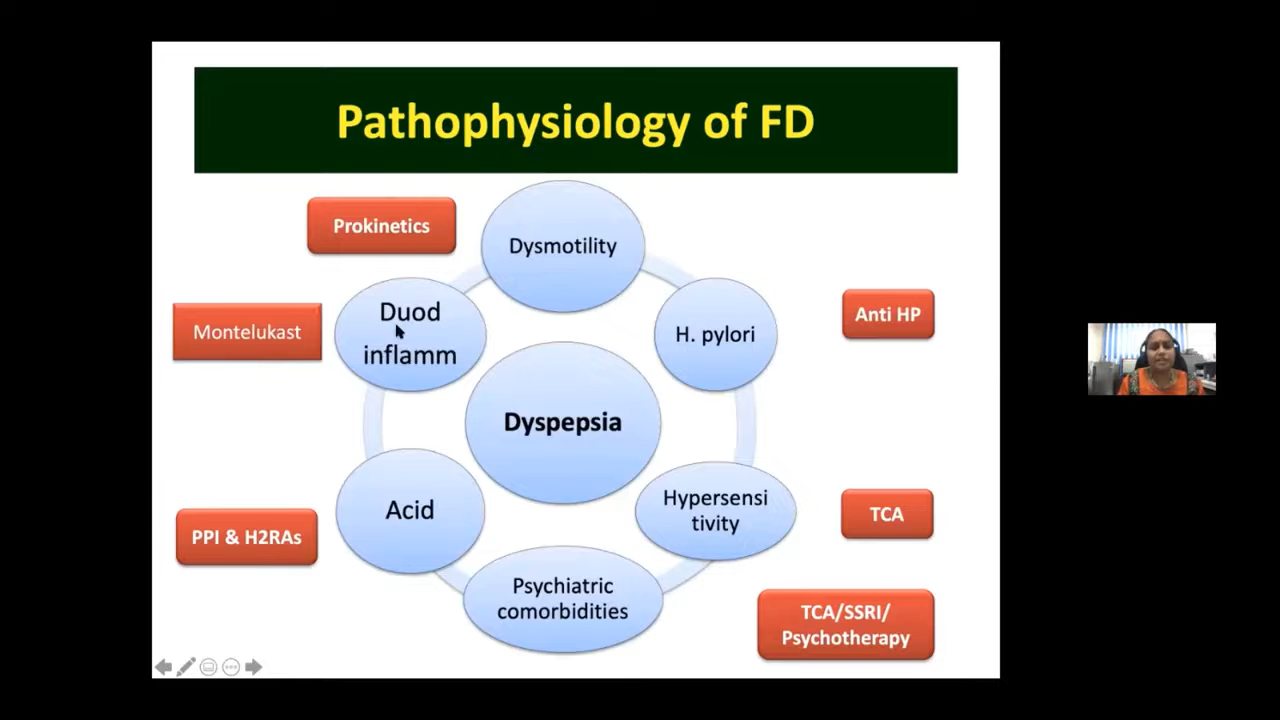 Pathophysiology of FD
Prokinetics
Dysmotility
Duod
inflamm
Montelukast
H. pylori
Anti HP
Dyspepsia
Acid
PPI & H2RAs
Hypersensi
tivity
TCA
Psychiatric
comorbidities
TCA/SSRI/
Psychotherapy